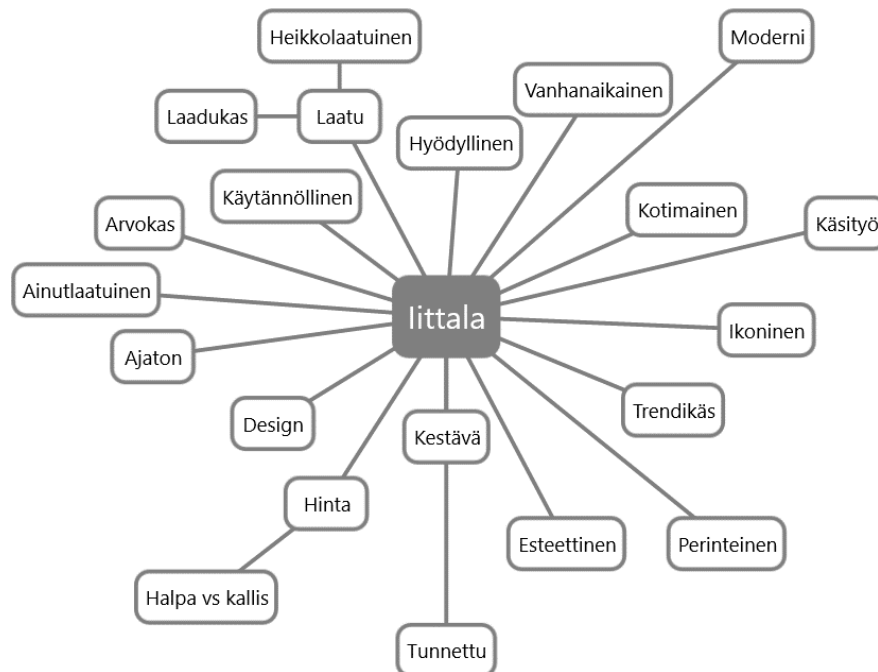 Heikkolaatuinen
Moderni
Vanhanaikainen
Laadukas
Laatu
Hyödyllinen
Käytännöllinen
Kotimainen
Arvokas
Käsityö
Ainutlaatuinen
Iittala
Ikoninen
Ajaton
Trendikäs
Design
Kestävä
Hinta
Esteettinen
Perinteinen
Halpa vs kallis
Tunnettu